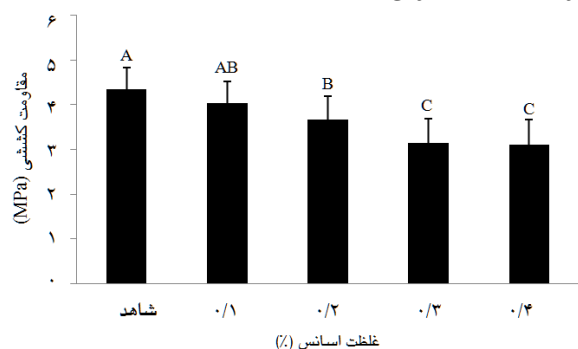 ۶
۵
۴
۳
۲
۱
۰
مقاومت کششی (MPa)
A
AB
B
C
C
شاهد
۰/۱
۰/۲
۰/۳
۰/۴
غلظت اسانس (٪)